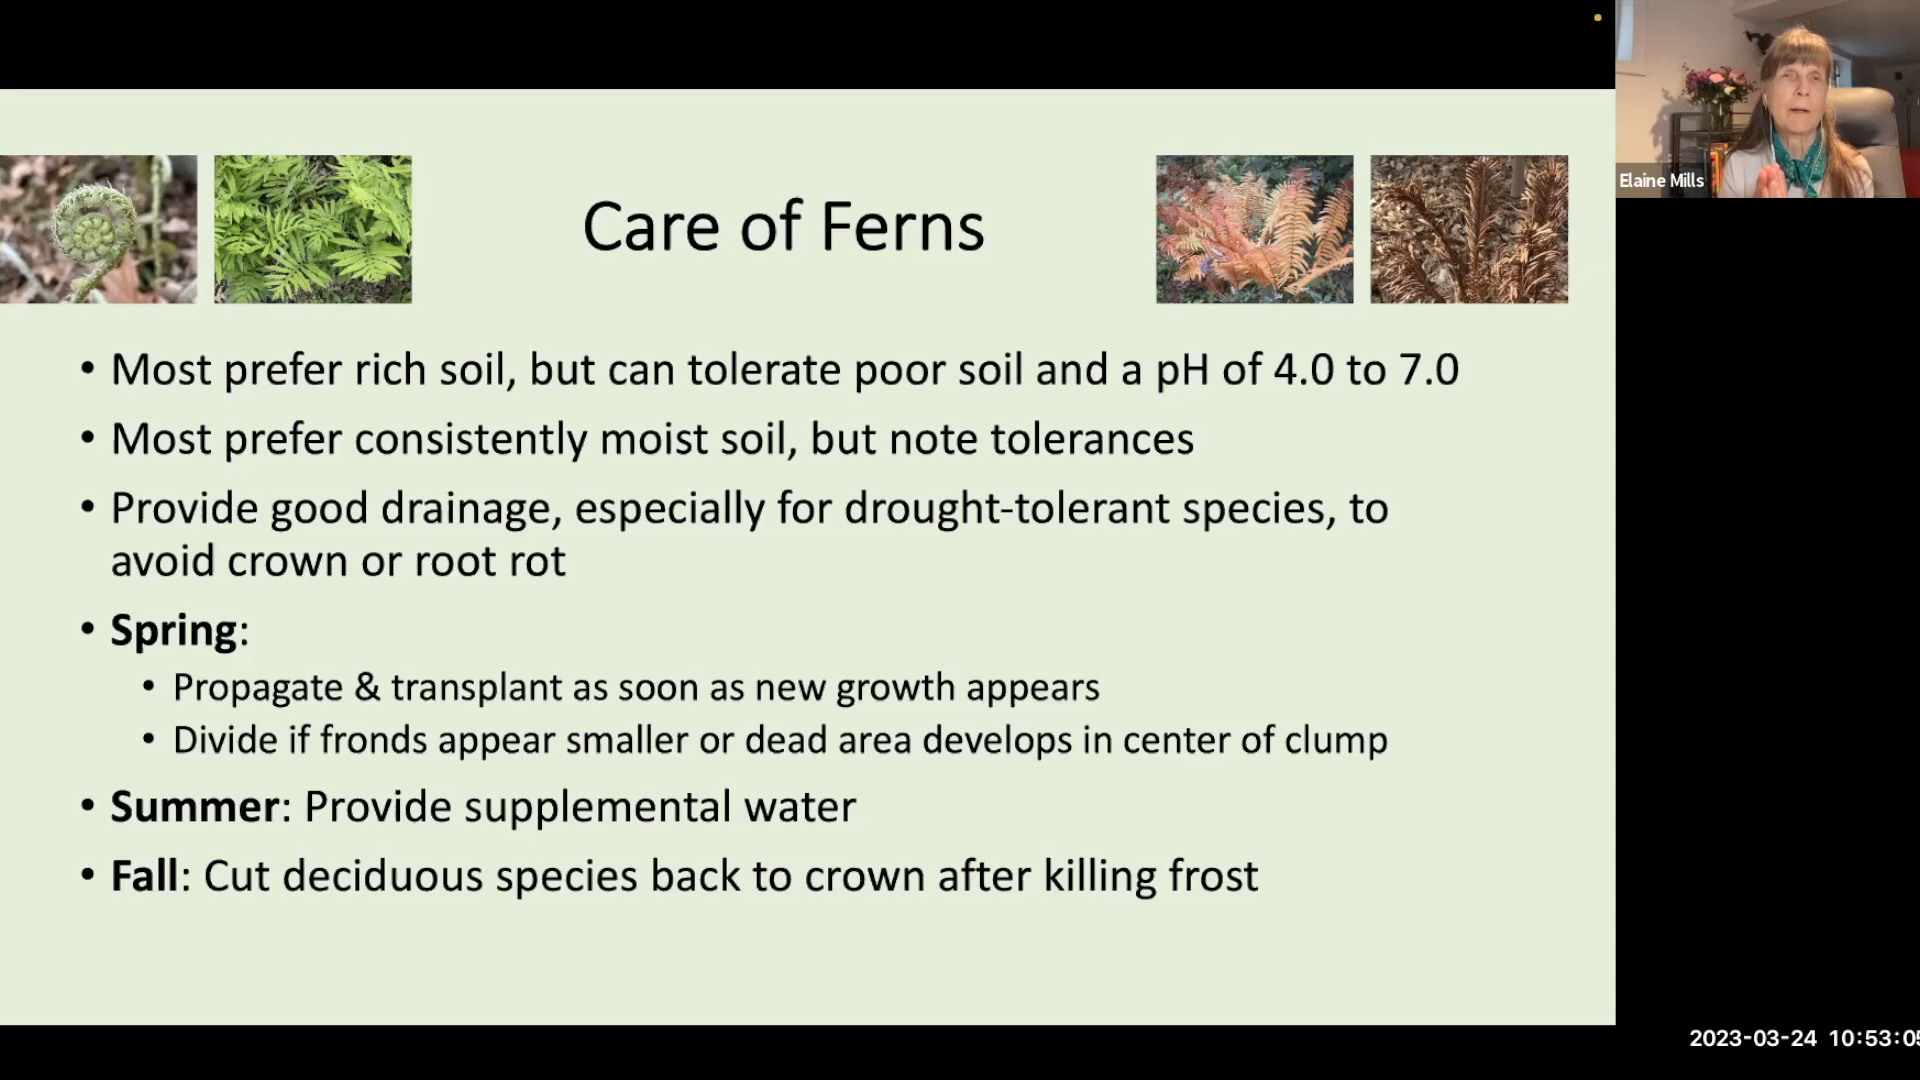 Care of Ferns
• Most prefer rich soil, but can tolerate poor soil and a pH of 4.0 to 7.0
• Most prefer consistently moist soil, but note tolerances
• Provide good drainage, especially for drought-tolerant species, to
avoid crown or root rot
• Spring:
• Propagate & transplant as soon as new growth appears
• Divide if fronds appear smaller or dead area develops in center of clump
• Summer: Provide supplemental water
• Fall: Cut deciduous species back to crown after killing frost
Elaine Mills
2023-03-24 10:53:05